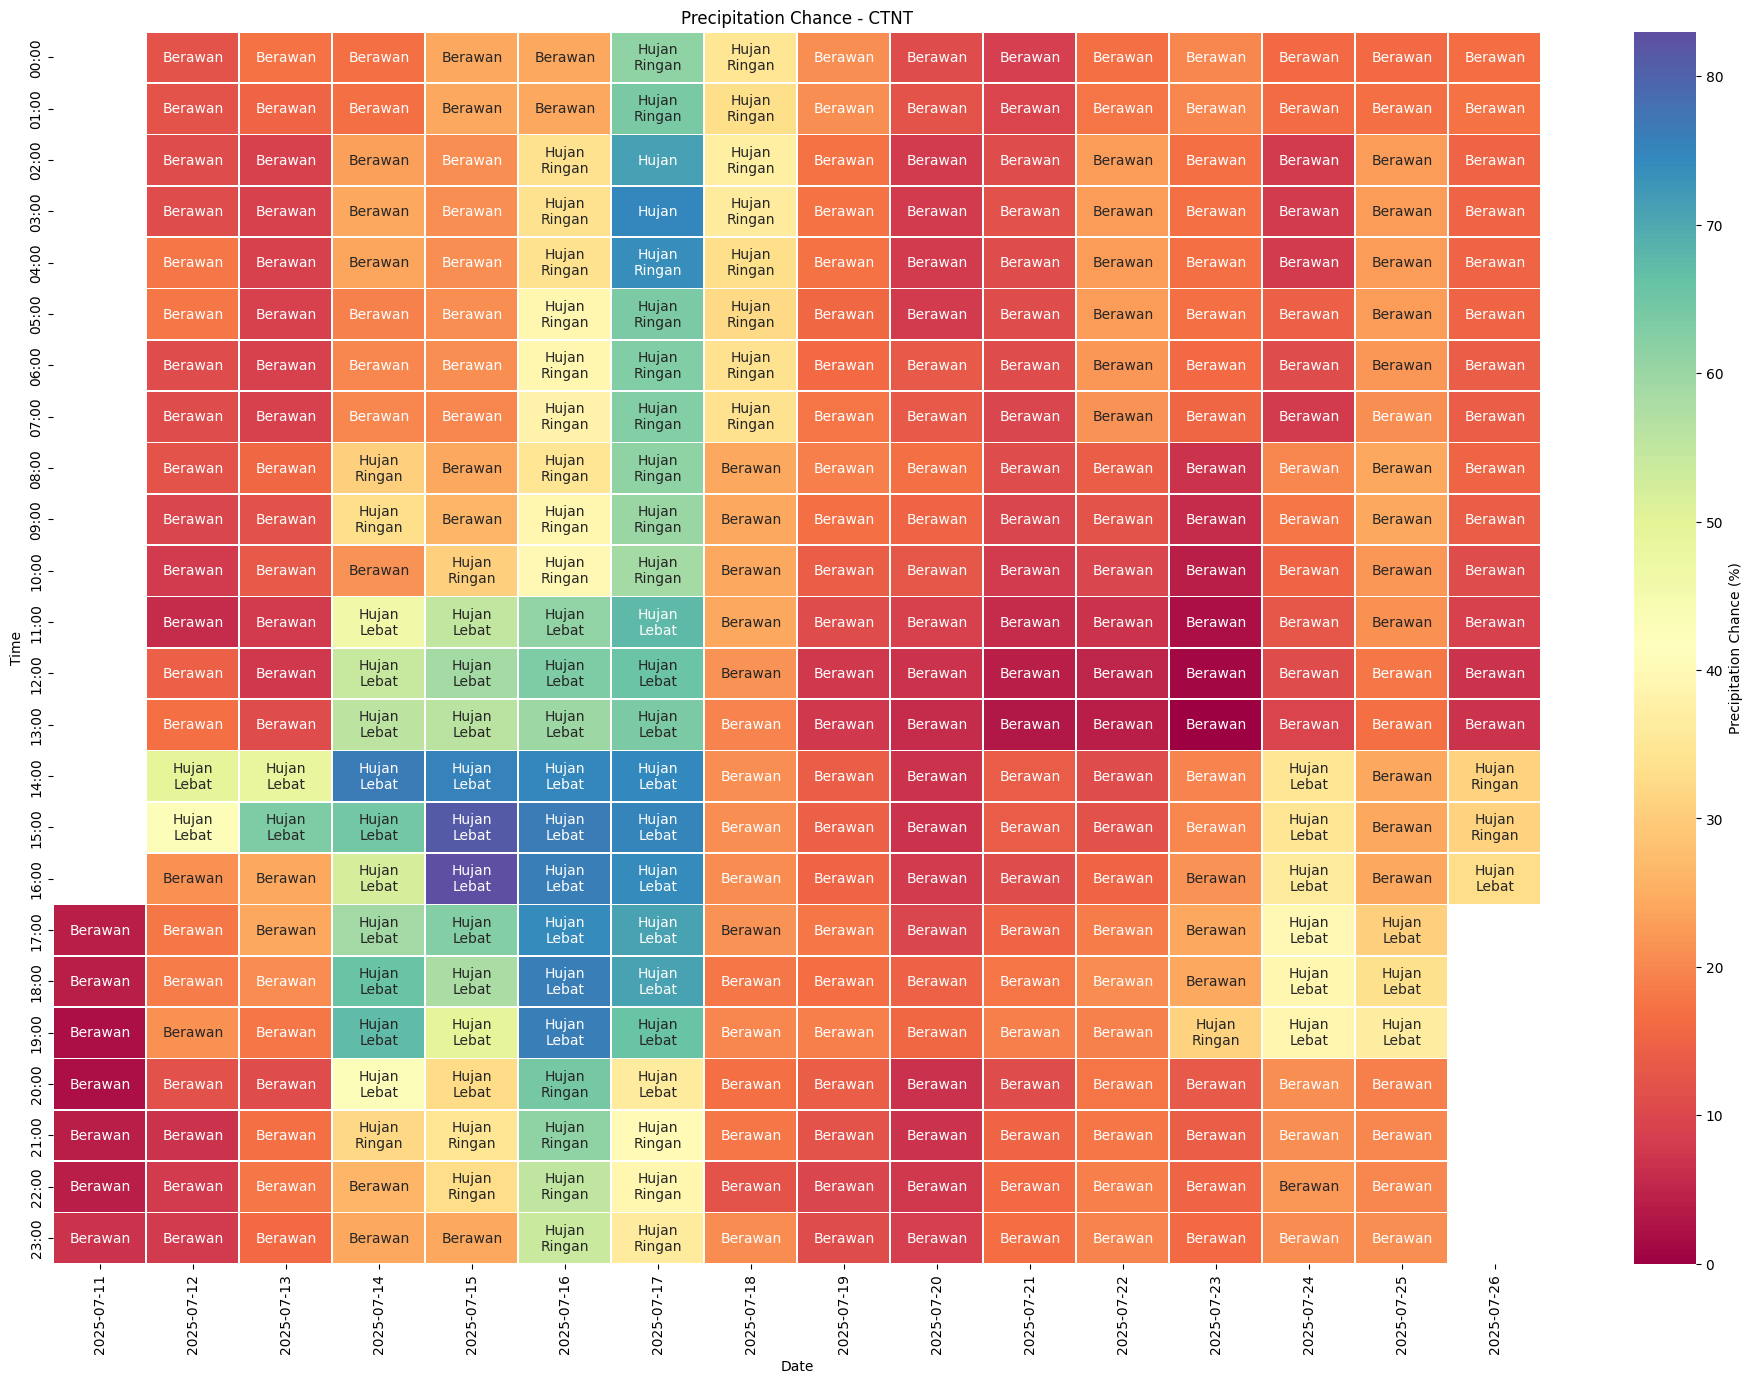 Precipitation Chance - CTNT
Time
00:00 Berawan Berawan Berawan Berawan Berawan Hujan Ringan Hujan Ringan Berawan Berawan Berawan Berawan Berawan Berawan Berawan Berawan
01:00 Berawan Berawan Berawan Berawan Berawan Hujan Ringan Hujan Ringan Berawan Berawan Berawan Berawan Berawan Berawan Berawan Berawan
02:00 Berawan Berawan Berawan Berawan Hujan Ringan Hujan Hujan Ringan Berawan Berawan Berawan Berawan Berawan Berawan Berawan Berawan
03:00 Berawan Berawan Berawan Berawan Hujan Ringan Hujan Hujan Ringan Berawan Berawan Berawan Berawan Berawan Berawan Berawan Berawan
04:00 Berawan Berawan Berawan Berawan Hujan Ringan Hujan Ringan Hujan Ringan Berawan Berawan Berawan Berawan Berawan Berawan Berawan Berawan
05:00 Berawan Berawan Berawan Berawan Hujan Ringan Hujan Ringan Hujan Ringan Berawan Berawan Berawan Berawan Berawan Berawan Berawan Berawan
06:00 Berawan Berawan Berawan Berawan Hujan Ringan Hujan Ringan Hujan Ringan Berawan Berawan Berawan Berawan Berawan Berawan Berawan Berawan
07:00 Berawan Berawan Berawan Berawan Hujan Ringan Hujan Ringan Hujan Ringan Berawan Berawan Berawan Berawan Berawan Berawan Berawan Berawan
08:00 Berawan Berawan Hujan Ringan Berawan Hujan Ringan Hujan Ringan Berawan Berawan Berawan Berawan Berawan Berawan Berawan Berawan Berawan
09:00 Berawan Berawan Hujan Ringan Berawan Hujan Ringan Hujan Ringan Berawan Berawan Berawan Berawan Berawan Berawan Berawan Berawan Berawan
10:00 Berawan Berawan Berawan Hujan Ringan Hujan Ringan Hujan Ringan Berawan Berawan Berawan Berawan Berawan Berawan Berawan Berawan Berawan
11:00 Berawan Berawan Hujan Lebat Hujan Lebat Hujan Lebat Hujan Lebat Berawan Berawan Berawan Berawan Berawan Berawan Berawan Berawan Berawan
12:00 Berawan Berawan Hujan Lebat Hujan Lebat Hujan Lebat Hujan Lebat Berawan Berawan Berawan Berawan Berawan Berawan Berawan Berawan Berawan
13:00 Berawan Berawan Hujan Lebat Hujan Lebat Hujan Lebat Hujan Lebat Berawan Berawan Berawan Berawan Berawan Berawan Berawan Berawan Berawan
14:00 Hujan Lebat Hujan Lebat Hujan Lebat Hujan Lebat Hujan Lebat Hujan Lebat Berawan Berawan Berawan Berawan Berawan Berawan Hujan Lebat Berawan Hujan Ringan
15:00 Hujan Lebat Hujan Lebat Hujan Lebat Hujan Lebat Hujan Lebat Hujan Lebat Berawan Berawan Berawan Berawan Berawan Berawan Hujan Lebat Berawan Hujan Ringan
16:00 Berawan Berawan Hujan Lebat Hujan Lebat Hujan Lebat Hujan Lebat Berawan Berawan Berawan Berawan Berawan Berawan Hujan Lebat Berawan Hujan Lebat
17:00 Berawan Berawan Berawan Hujan Lebat Hujan Lebat Hujan Lebat Hujan Lebat Berawan Berawan Berawan Berawan Berawan Berawan Hujan Lebat Hujan Lebat
18:00 Berawan Berawan Berawan Hujan Lebat Hujan Lebat Hujan Lebat Hujan Lebat Berawan Berawan Berawan Berawan Berawan Berawan Hujan Lebat Hujan Lebat
19:00 Berawan Berawan Berawan Hujan Lebat Hujan Lebat Hujan Lebat Hujan Lebat Berawan Berawan Berawan Berawan Berawan Hujan Ringan Hujan Lebat Hujan Lebat
20:00 Berawan Berawan Berawan Hujan Lebat Hujan Lebat Hujan Ringan Hujan Lebat Berawan Berawan Berawan Berawan Berawan Berawan Berawan Berawan
21:00 Berawan Berawan Berawan Hujan Ringan Hujan Ringan Hujan Ringan Hujan Ringan Berawan Berawan Berawan Berawan Berawan Berawan Berawan Berawan
22:00 Berawan Berawan Berawan Berawan Hujan Ringan Hujan Ringan Hujan Ringan Berawan Berawan Berawan Berawan Berawan Berawan Berawan Berawan
23:00 Berawan Berawan Berawan Berawan Berawan Hujan Ringan Hujan Ringan Berawan Berawan Berawan Berawan Berawan Berawan Berawan Berawan
2025-07-11 2025-07-12 2025-07-13 2025-07-14 2025-07-15 2025-07-16 2025-07-17 2025-07-18 2025-07-19 2025-07-20 2025-07-21 2025-07-22 2025-07-23 2025-07-24 2025-07-25 2025-07-26
Date
80
70
60
50
40
30
20
10
0
Precipitation Chance (%)